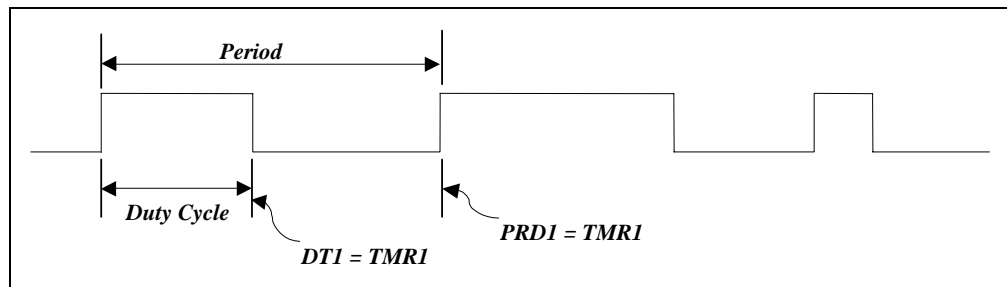 Period
Duty Cycle
DT1 = TMR1
PRD1 = TMR1